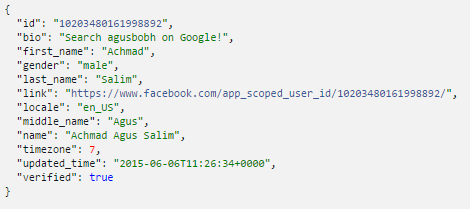 {
"id": "10203480161998892",
"bio": "Search agusbobh on Google!",
"first_name": "Achmad",
"gender": "male",
"last_name": "Salim",
"link": "https://www.facebook.com/app_scoped_user_id/10203480161998892/",
"locale": "en_US",
"middle_name": "Agus",
"name": "Achmad Agus Salim",
"timezone": 7,
"updated_time": "2015-06-06T11:26:34+0000",
"verified": true
}